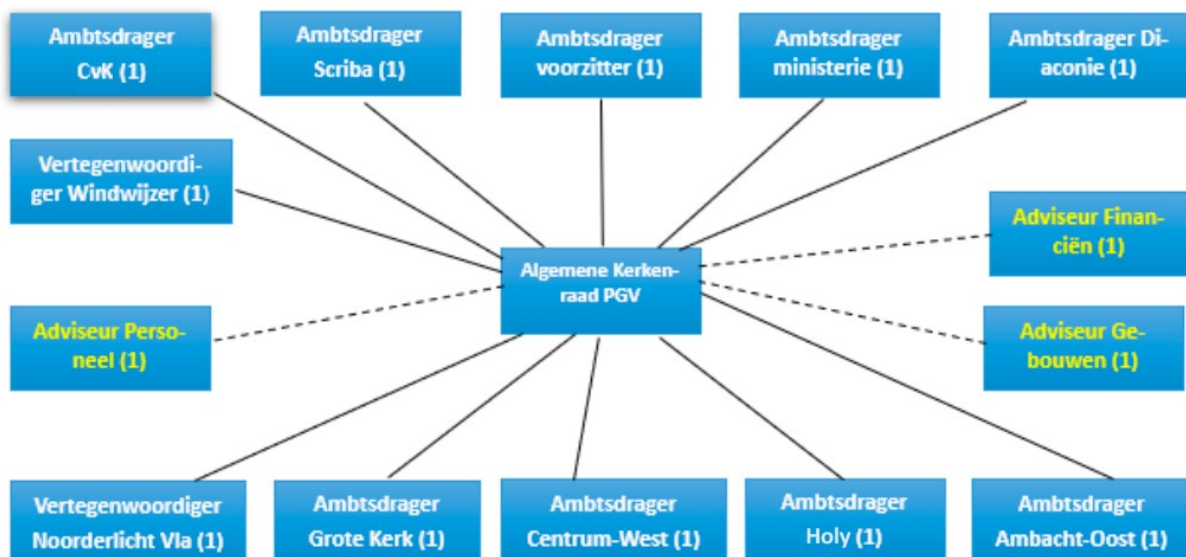 Ambtsdrager
CvK (1)
Ambtsdrager
Scriba (1)
Ambtsdrager
voorzitter (1)
Ambtsdrager
ministerie (1)
Ambtsdrager Di-
aconie (1)
Vertegenwoordi-
ger Windwijzer (1)
Adviseur Finan-
ciën (1)
Algemene Kerken-
raad PGV
Adviseur Perso-
neel (1)
Adviseur Ge-
bouwen (1)
Vertegenwoordiger
Noorderlicht Vla (1)
Ambtsdrager
Grote Kerk (1)
Ambtsdrager
Centrum-West (1)
Ambtsdrager
Holy (1)
Ambtsdrager
Ambacht-Oost (1)